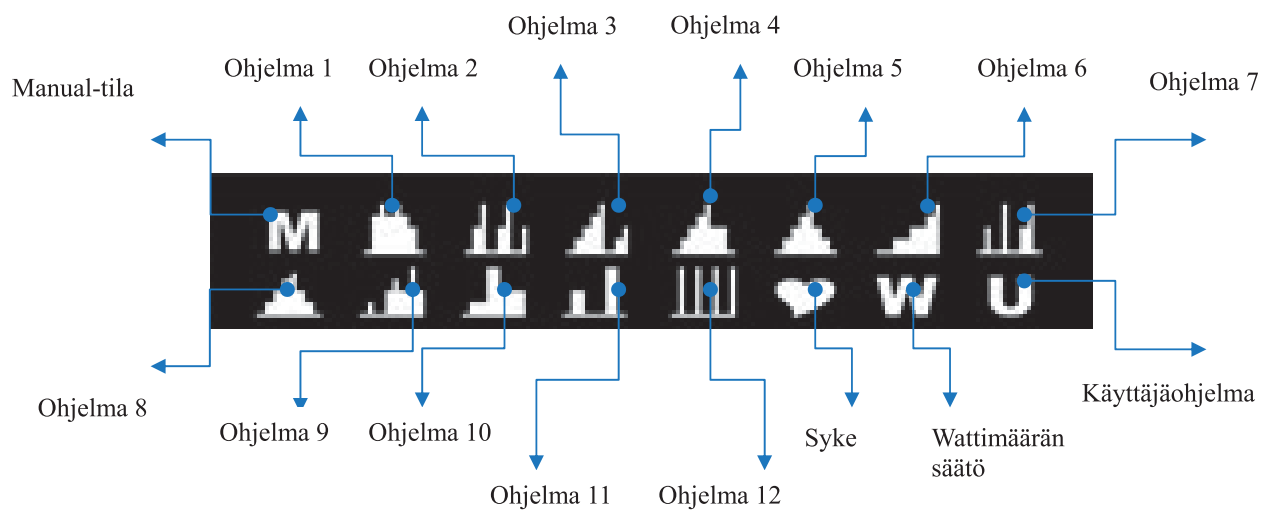 Ohjelma 3
Ohjelma 4
Ohjelma 1
Ohjelma 2
Ohjelma 5
Ohjelma 6
Ohjelma 7
Manual-tila
M
W
U
Ohjelma 8
Ohjelma 9
Ohjelma 10
Syke
Wattimäärän
säätö
Käyttäjäohjelma
Ohjelma 11
Ohjelma 12